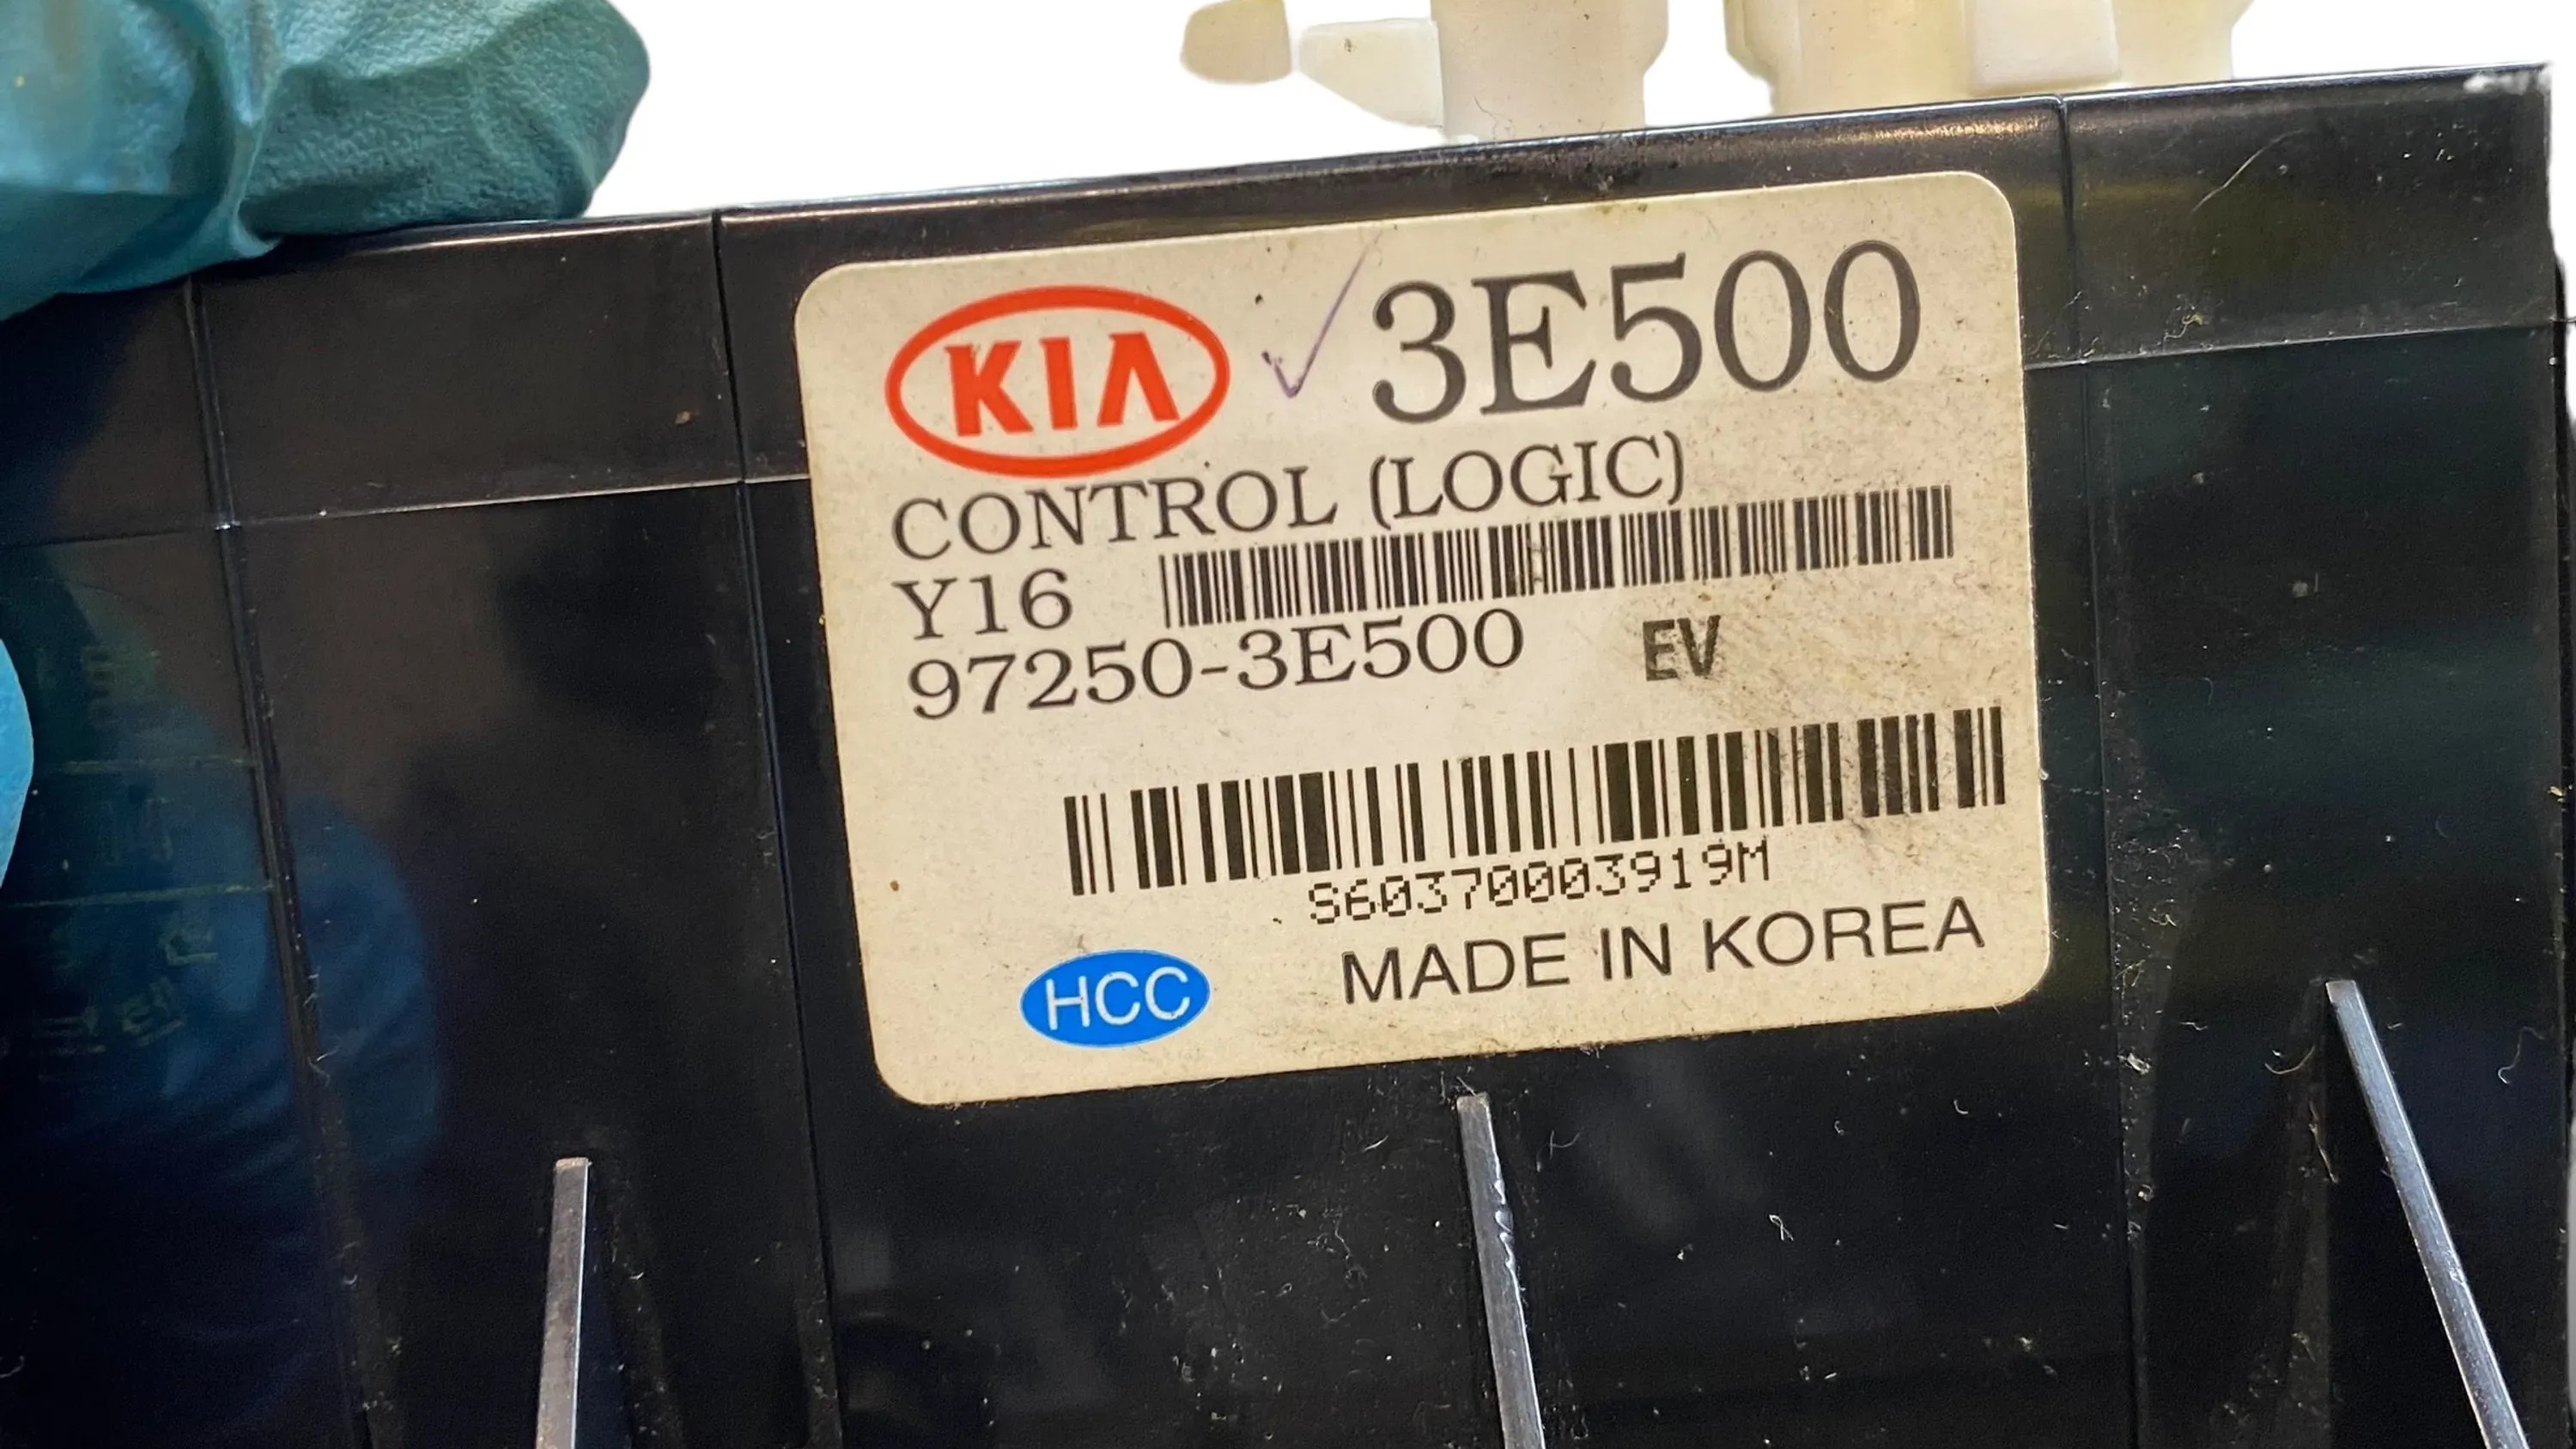 KIA 3E500
CONTROL (LOGIC)
Y16
97250-3E500 EV
S60370003919M
HCC MADE IN KOREA